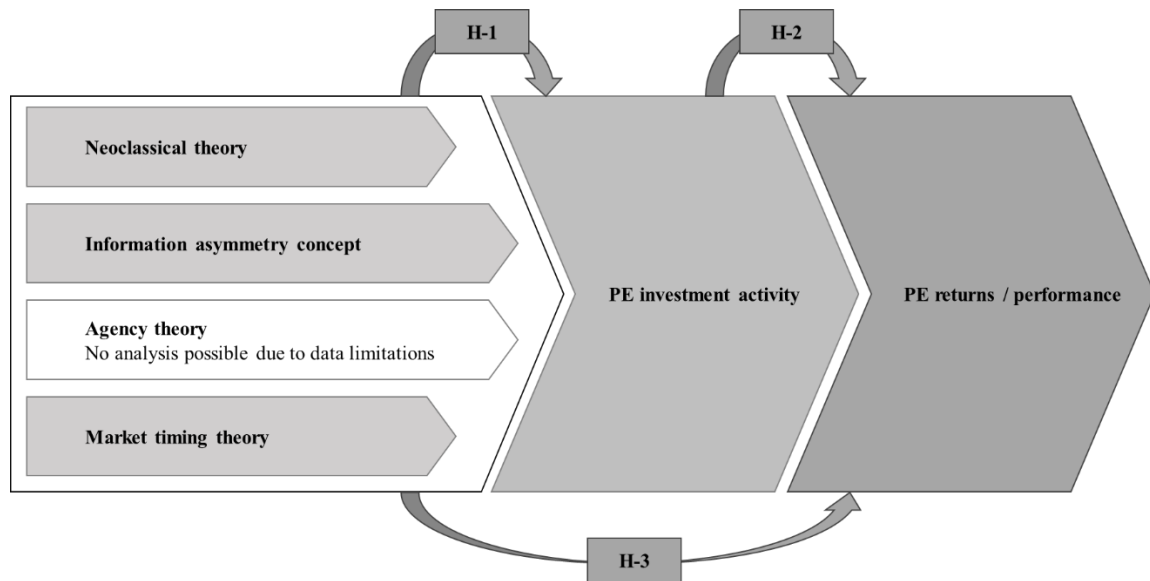 H-1
H-2
Neoclassical theory
Information asymmetry concept
Agency theory
No analysis possible due to data limitations
Market timing theory
PE investment activity
PE returns / performance
H-3